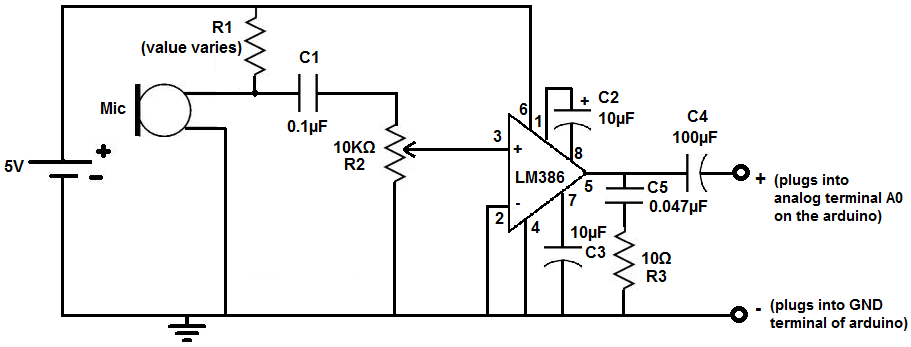 R1
(value varies)
C1
0.1µF
Mic
5V
+
-
10KΩ
R2
3
+
6
1
+
C2
10µF
8
LM386
5
-
2
4
7
10µF
C3
C4
100µF
C5
0.047µF
10Ω
R3
+
(plugs into
analog terminal A0
on the arduino)
-
(plugs into GND
terminal of arduino)